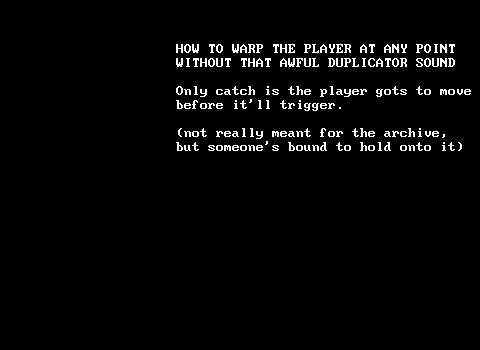 HOW TO WARP THE PLAYER AT ANY POINT
WITHOUT THAT AWFUL DUPLICATOR SOUND
Only catch is the player gots to move
before it'll trigger.
(not really meant for the archive,
but someone's bound to hold onto it)